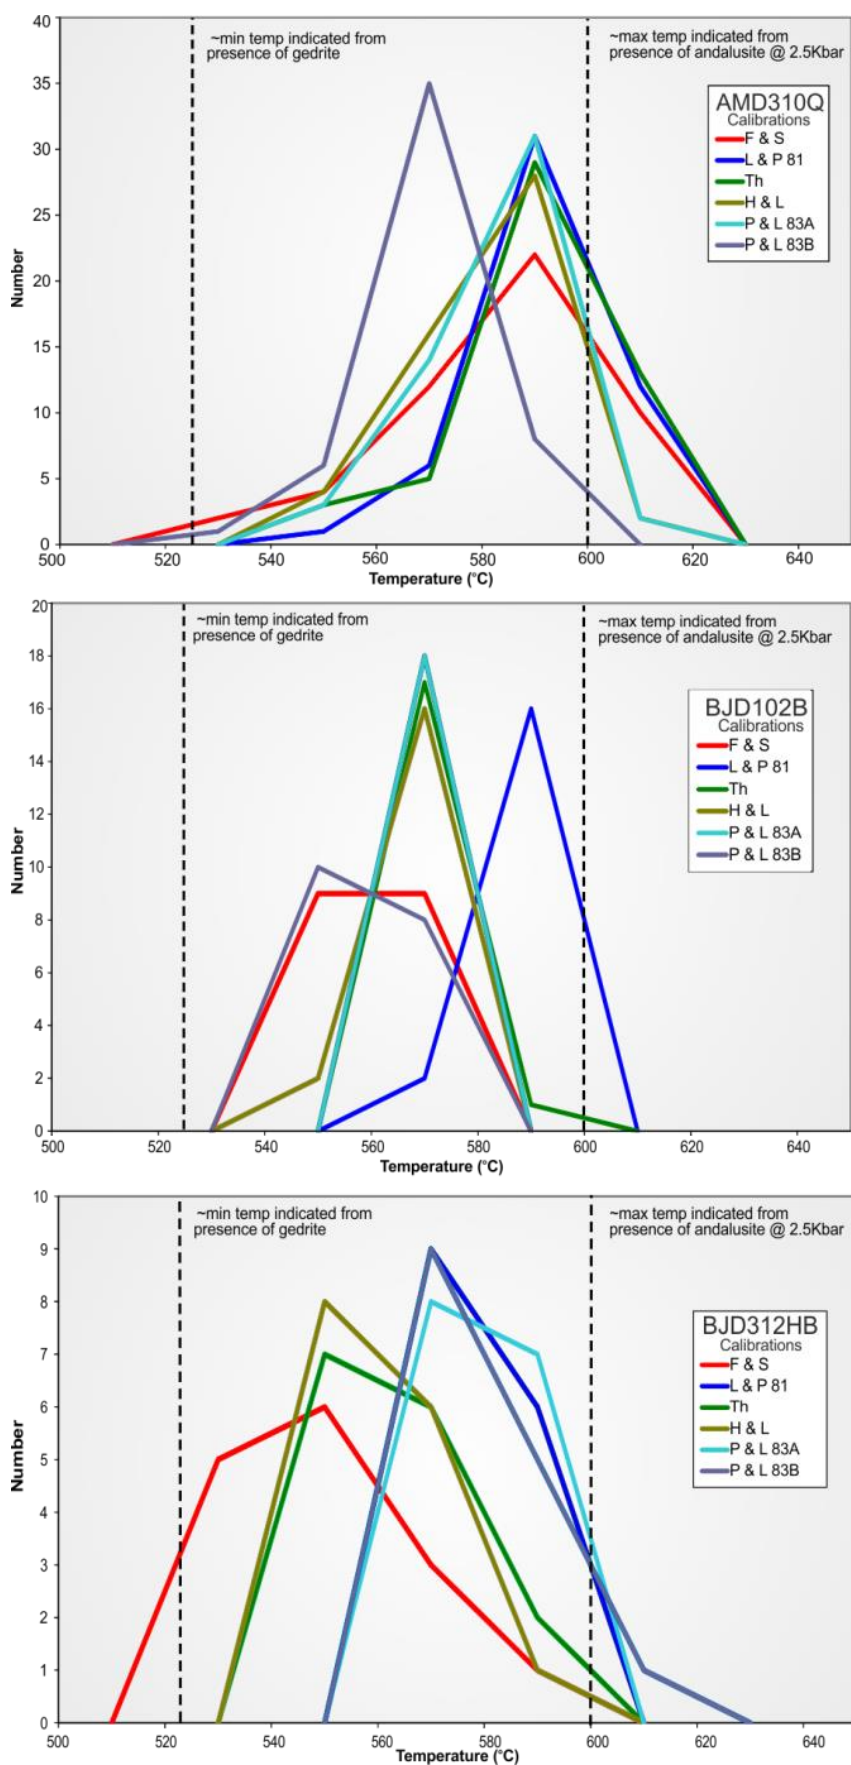 40
~min temp indicated from
presence of gedrite
~max temp indicated from
presence of andalusite @ 2.5Kbar
35
30
25
20
15
10
5
0
Number
AMD310Q
Calibrations
F & S
L & P 81
Th
H & L
P & L 83A
P & L 83B
500
520
540
560
580
600
620
640
Temperature (°C)
20
~min temp indicated from
presence of gedrite
~max temp indicated from
presence of andalusite @ 2.5Kbar
18
16
14
12
10
8
6
4
2
0
Number
BJD102B
Calibrations
F & S
L & P 81
Th
H & L
P & L 83A
P & L 83B
500
520
540
560
580
600
620
640
Temperature (°C)
10
~min temp indicated from
presence of gedrite
~max temp indicated from
presence of andalusite @ 2.5Kbar
9
8
7
6
5
4
3
2
1
0
Number
BJD312HB
Calibrations
F & S
L & P 81
Th
H & L
P & L 83A
P & L 83B
500
520
540
560
580
600
620
640
Temperature (°C)